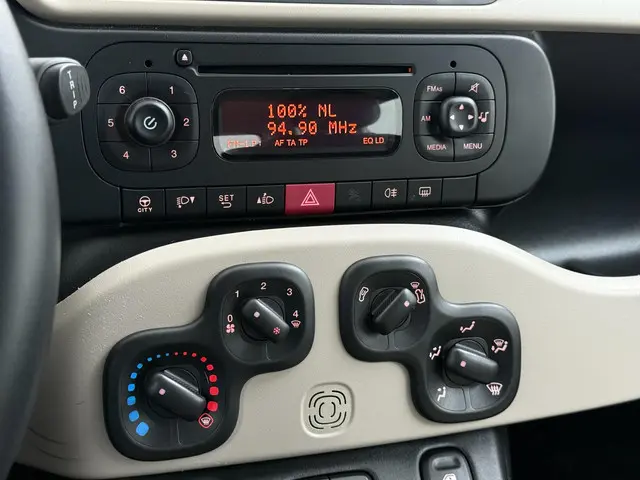 TRIP
6
1
5
2
4
3
100% NL
94.90 MHz
AF TA TP
EQ LD
FM AS
AM
MEDIA
MENU
CITY
SET
0
1
2
3
4